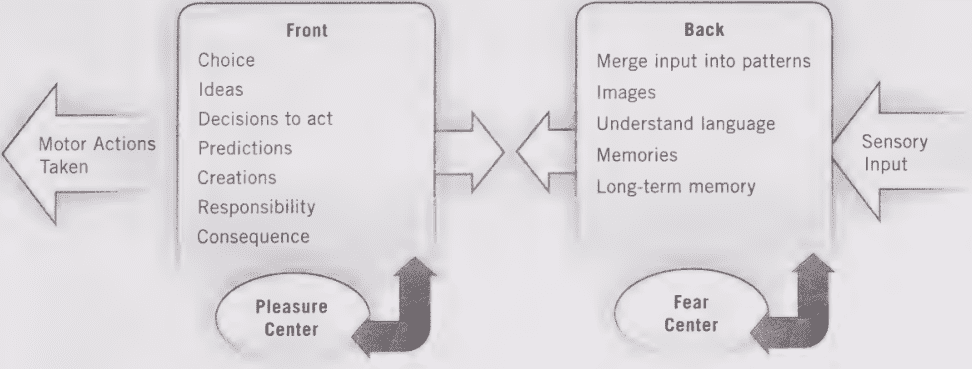 Front
Choice
Ideas
Decisions to act
Predictions
Creations
Responsibility
Consequence
Motor Actions
Taken
Pleasure
Center
Back
Merge input into patterns
Images
Understand language
Memories
Long-term memory
Sensory
Input
Fear
Center